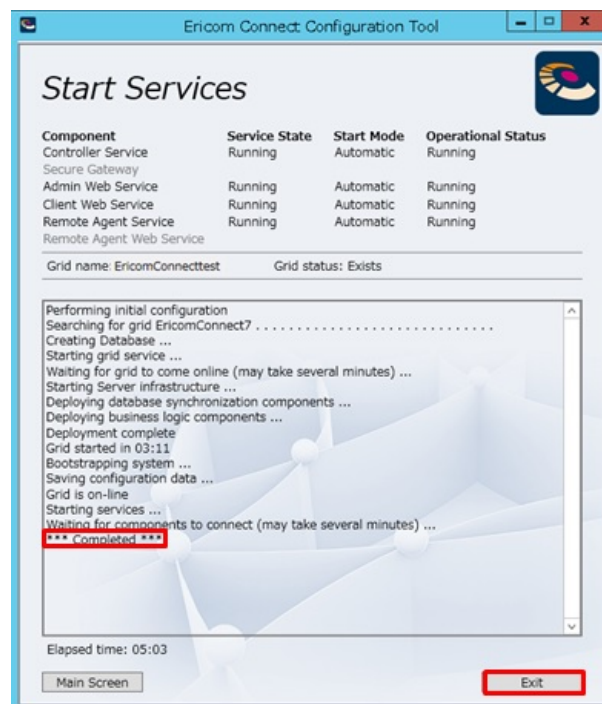 Ericom Connect Configuration Tool
Start Services
Component Service State Start Mode Operational Status
Controller Service Running Automatic Running
Secure Gateway
Admin Web Service Running Automatic Running
Client Web Service Running Automatic Running
Remote Agent Service Running Automatic Running
Remote Agent Web Service
Grid name: EricomConnecttest Grid status: Exists
Performing initial configuration
Searching for grid EricomConnect7 . . . . . . . . . . . . . . . . . . . . . . . . . . . . . .
Creating Database ...
Starting grid service ...
Waiting for grid to come online (may take several minutes) ...
Starting Server infrastructure ...
Deploying database synchronization components ...
Deploying business logic components ...
Deployment complete
Grid started in 03:11
Bootstrapping system ...
Saving configuration data ...
Grid is on-line
Starting services ...
Waiting for components to connect (may take several minutes) ...
*** Completed ***
Elapsed time: 05:03
Main Screen Exit